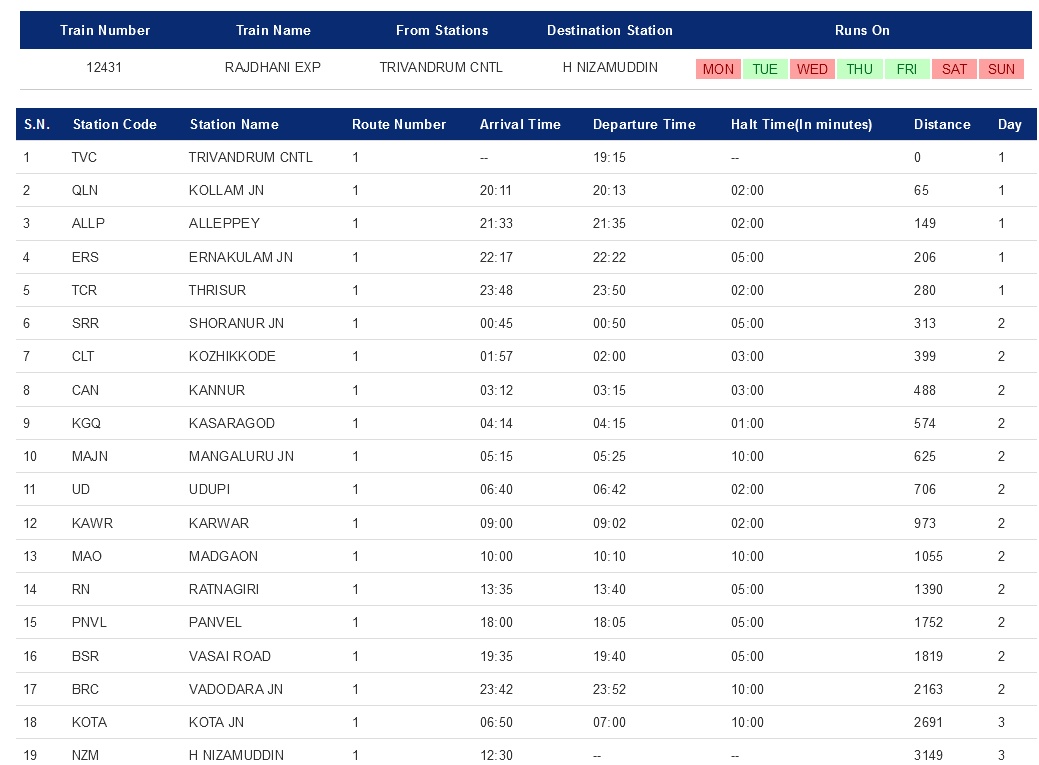 Train Number Train Name From Stations Destination Station Runs On
12431 RAJDHANI EXP TRIVANDRUM CNTL H NIZAMUDDIN MON TUE WED THU FRI SAT SUN
S.N. Station Code Station Name Route Number Arrival Time Departure Time Halt Time(In minutes) Distance Day
1 TVC TRIVANDRUM CNTL 1 -- 19:15 -- 0 1
2 QLN KOLLAM JN 1 20:11 20:13 02:00 65 1
3 ALLP ALLEPPEY 1 21:33 21:35 02:00 149 1
4 ERS ERNAKULAM JN 1 22:17 22:22 05:00 206 1
5 TCR THRISUR 1 23:48 23:50 02:00 280 1
6 SRR SHORANUR JN 1 00:45 00:50 05:00 313 2
7 CLT KOZHIKKODE 1 01:57 02:00 03:00 399 2
8 CAN KANNUR 1 03:12 03:15 03:00 488 2
9 KGQ KASARAGOD 1 04:14 04:15 01:00 574 2
10 MAJN MANGALURU JN 1 05:15 05:25 10:00 625 2
11 UD UDUPI 1 06:40 06:42 02:00 706 2
12 KAWR KARWAR 1 09:00 09:02 02:00 973 2
13 MAO MADGAON 1 10:00 10:10 10:00 1055 2
14 RN RATNAGIRI 1 13:35 13:40 05:00 1390 2
15 PNVL PANVEL 1 18:00 18:05 05:00 1752 2
16 BSR VASAI ROAD 1 19:35 19:40 05:00 1819 2
17 BRC VADODARA JN 1 23:42 23:52 10:00 2163 2
18 KOTA KOTA JN 1 06:50 07:00 10:00 2691 3
19 NZM H NIZAMUDDIN 1 12:30 -- -- 3149 3